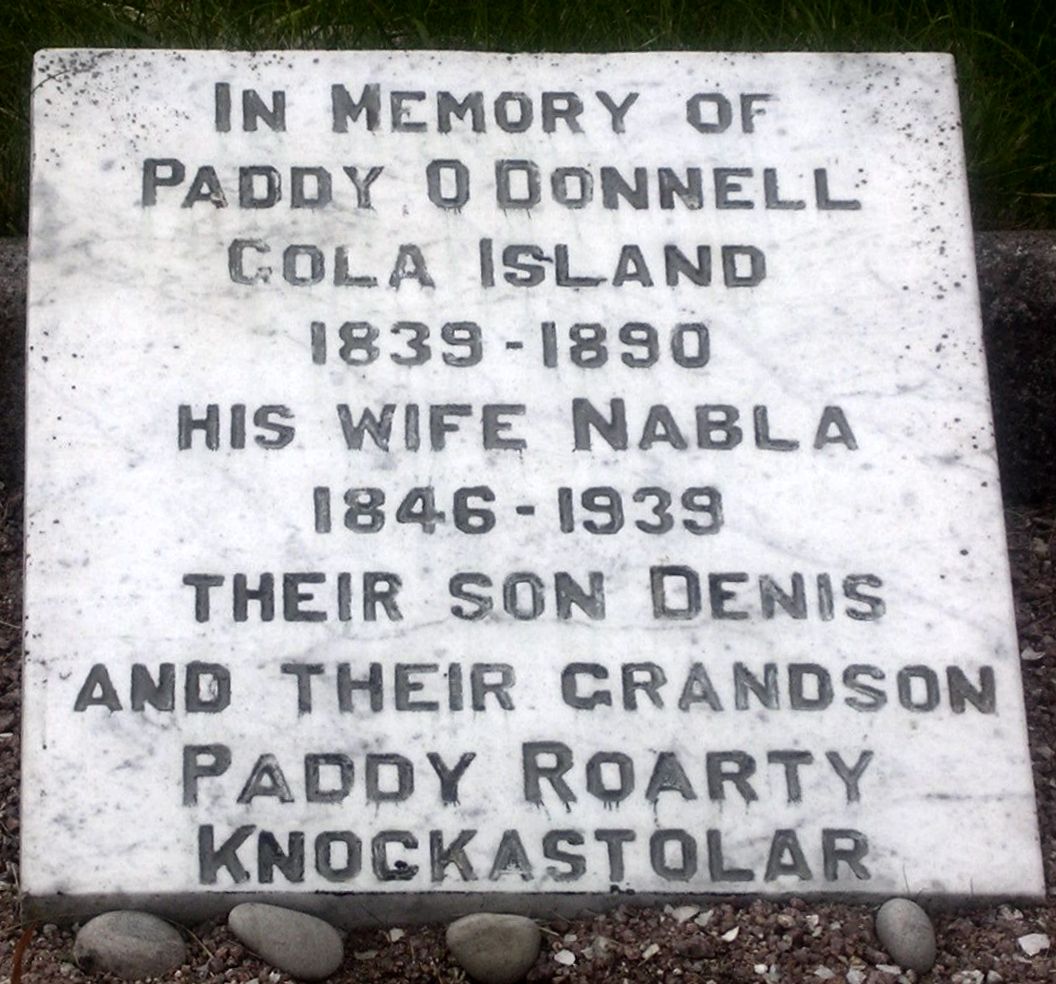 IN MEMORY OF
PADDY O DONNELL
GOLA ISLAND
1839 - 1890
HIS WIFE NABLA
1846 - 1939
THEIR SON DENIS
AND THEIR GRANDSON
PADDY ROARTY
KNOCKASTOLAR